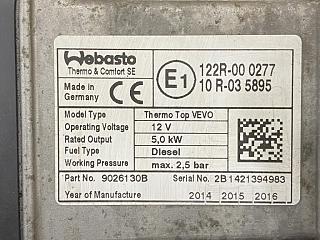 Webasto
Thermo & Comfort SE
Made in
Germany
CE
E1
122R-00 0277
10 R-03 5895
Model Type Thermo Top VEVO
Operating Voltage 12 V
Rated Output 5,0 kW
Fuel Type Diesel
Working Pressure max. 2,5 bar
Part No. 9026130B Serial No. 2B1421394983
Year of Manufacture 2014 2015 2016